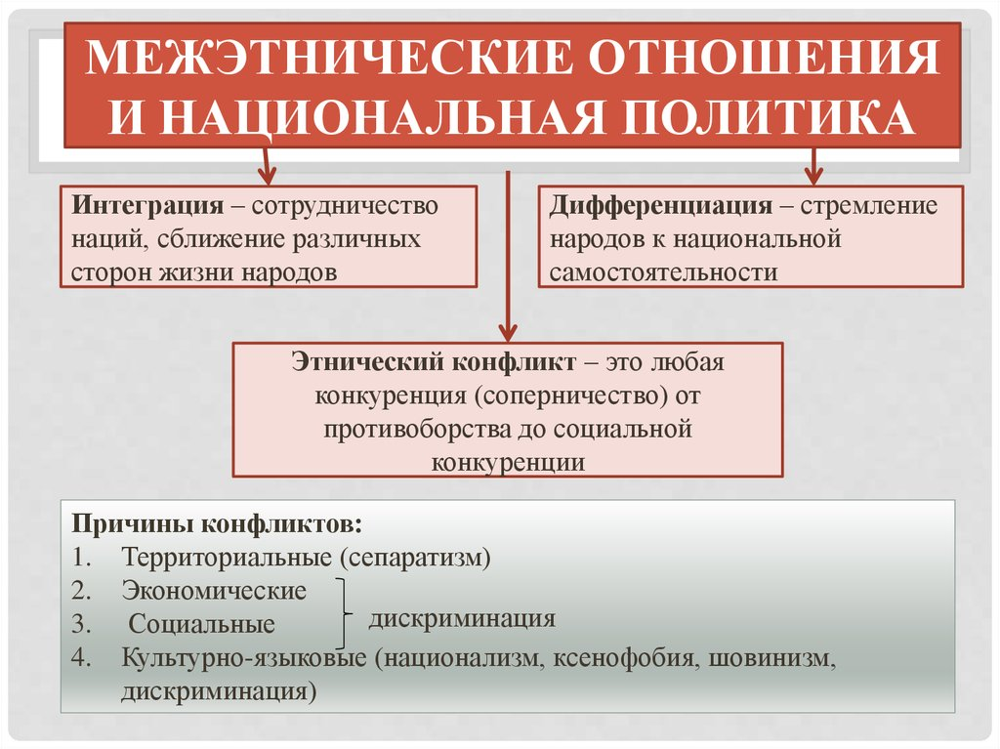 МЕЖЭТНИЧЕСКИЕ ОТНОШЕНИЯ
И НАЦИОНАЛЬНАЯ ПОЛИТИКА
Интеграция – сотрудничество
наций, сближение различных
сторон жизни народов
Дифференциация – стремление
народов к национальной
самостоятельности
Этнический конфликт – это любая
конкуренция (соперничество) от
противоборства до социальной
конкуренции
Причины конфликтов:
1. Территориальные (сепаратизм)
2. Экономические
3. Социальные
дискриминация
4. Культурно-языковые (национализм, ксенофобия, шовинизм,
дискриминация)